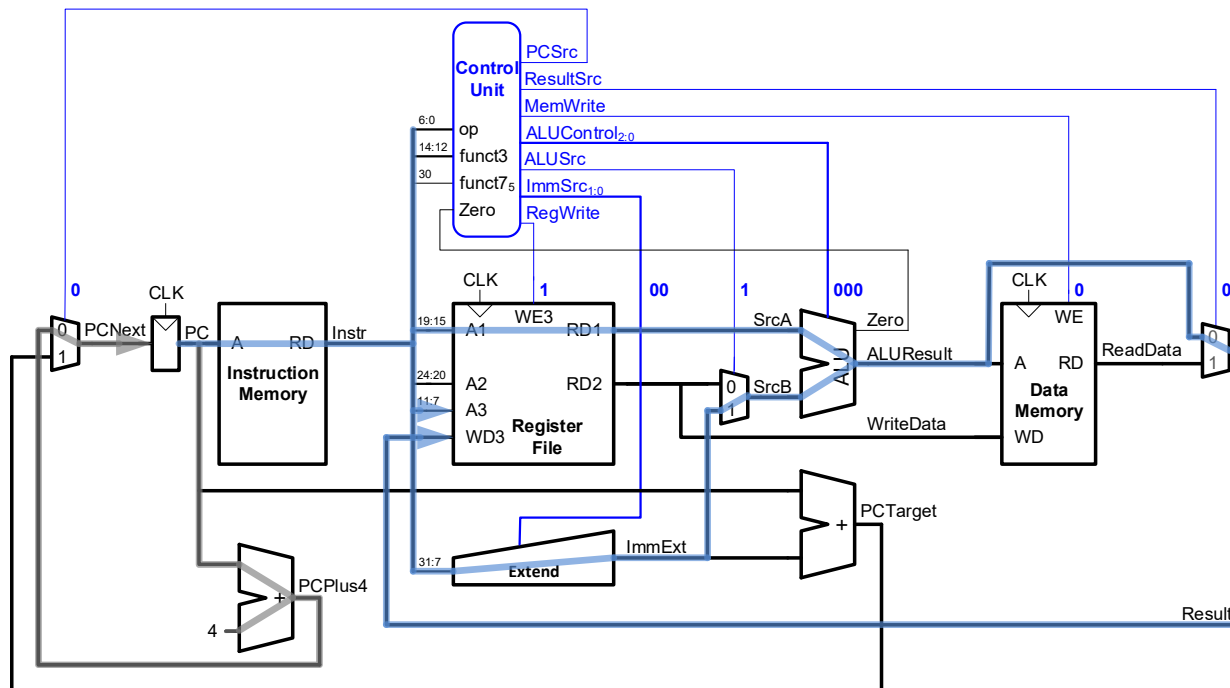 PCSrc
Control
Unit
ResultSrc
MemWrite
6:0
op
ALUControl2:0
14:12
funct3
ALUSrc
30
funct75
ImmSrc1:0
Zero
RegWrite
0
CLK
CLK
1
00
1
000
CLK
0
0
PCNext
PC
A
RD
Instr
19:15
A1
WE3
RD1
SrcA
Zero
WE
0
1
Instruction
Memory
24:20
A2
RD2
0
SrcB
ALU
ALUResult
A
RD
ReadData
0
1
11:7
A3
1
Data
Memory
WD3
Register
File
WriteData
WD
+
PCTarget
31:7
Extend
ImmExt
+
PCPlus4
4
Result